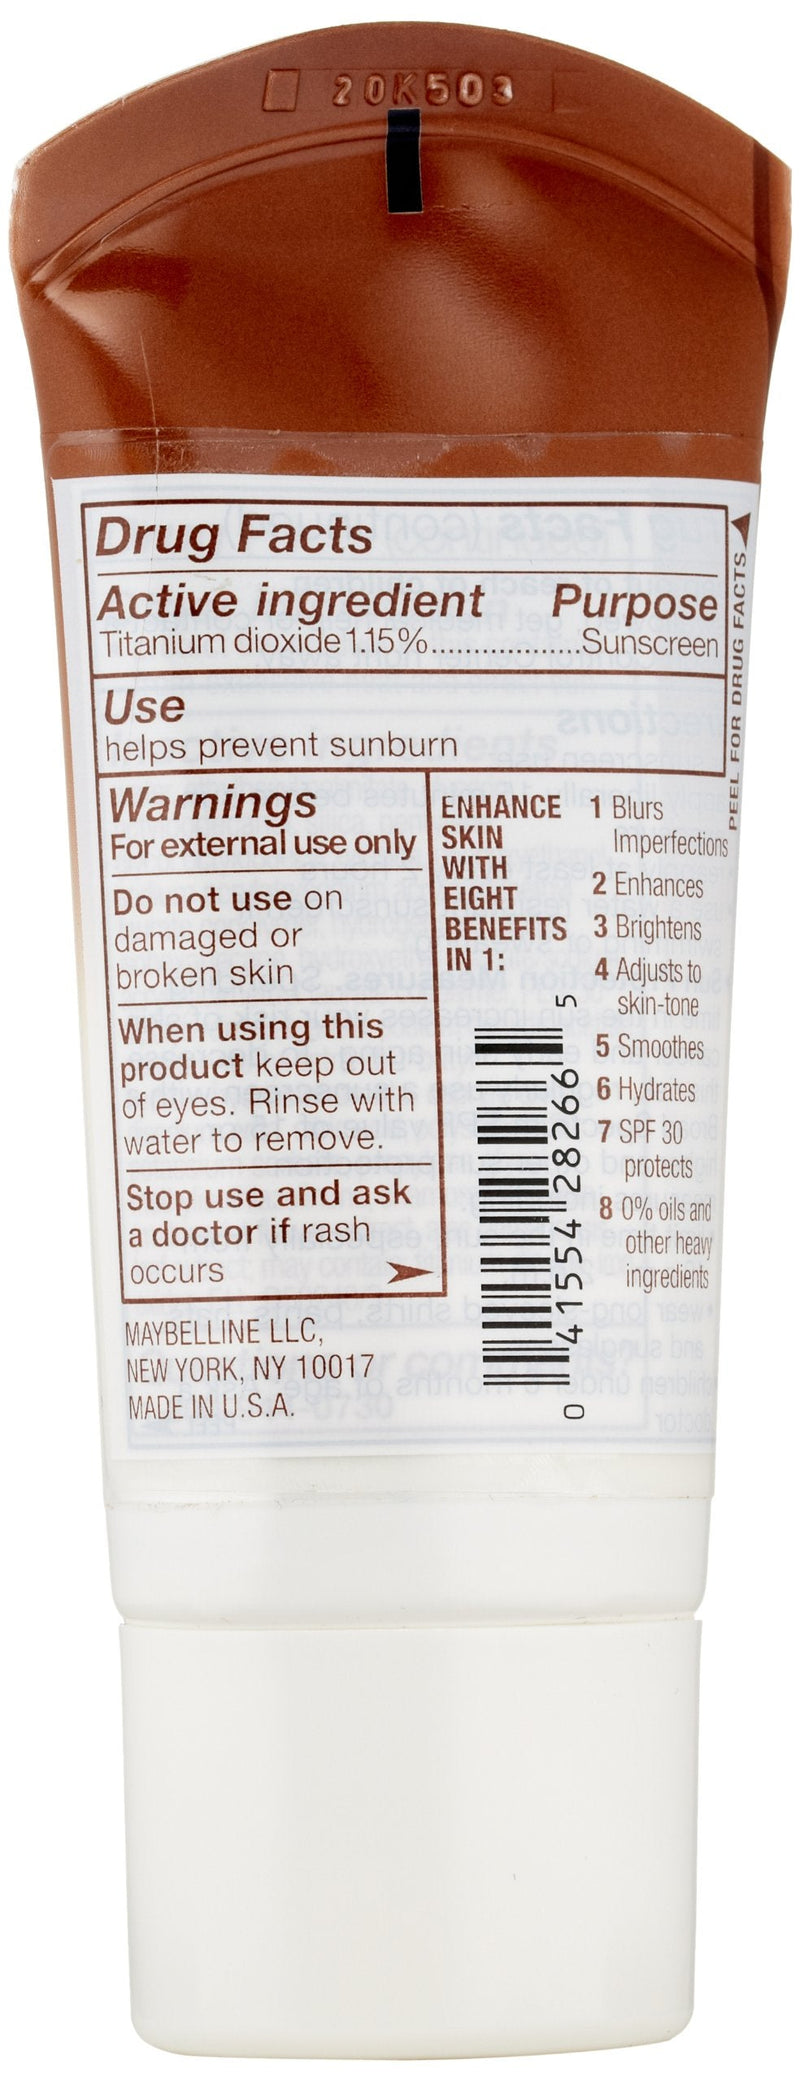 20K503
Drug Facts
Active ingredient Purpose
Titanium dioxide 1.15%..................Sunscreen
Use
helps prevent sunburn
Warnings
For external use only
Do not use on
damaged or
broken skin
When using this
product keep out
of eyes. Rinse with
water to remove.
Stop use and ask
a doctor if rash
occurs
MAYBELLINE LLC,
NEW YORK, NY 10017
MADE IN U.S.A.
ENHANCE
SKIN
WITH
EIGHT
BENEFITS
IN 1:
1 Blurs
Imperfections
2 Enhances
3 Brightens
4 Adjusts to
skin-tone
5 Smoothes
6 Hydrates
7 SPF 30
protects
8 0% oils and
other heavy
ingredients
0 41554 28266 5
PEEL FOR DRUG FACTS